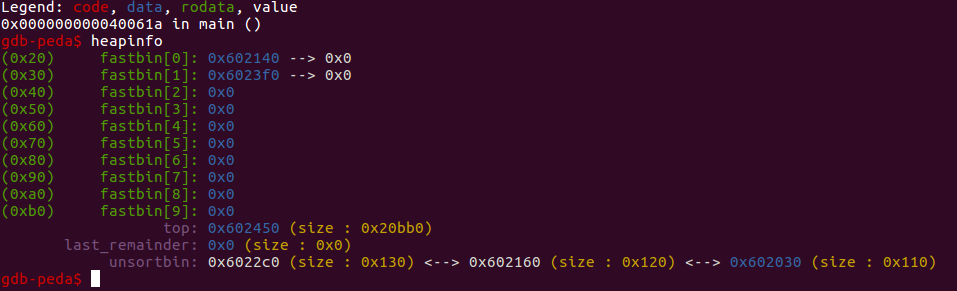 Legend: code, data, rodata, value
0x000000000040061a in main ()
gdb-peda$ heapinfo
(0x20)     fastbin[0]: 0x602140 --> 0x0
(0x30)     fastbin[1]: 0x6023f0 --> 0x0
(0x40)     fastbin[2]: 0x0
(0x50)     fastbin[3]: 0x0
(0x60)     fastbin[4]: 0x0
(0x70)     fastbin[5]: 0x0
(0x80)     fastbin[6]: 0x0
(0x90)     fastbin[7]: 0x0
(0xa0)     fastbin[8]: 0x0
(0xb0)     fastbin[9]: 0x0
top: 0x602450 (size : 0x20bb0)
last_remainder: 0x0 (size : 0x0)
unsortbin: 0x6022c0 (size : 0x130) <--> 0x602160 (size : 0x120) <--> 0x602030 (size : 0x110)
gdb-peda$